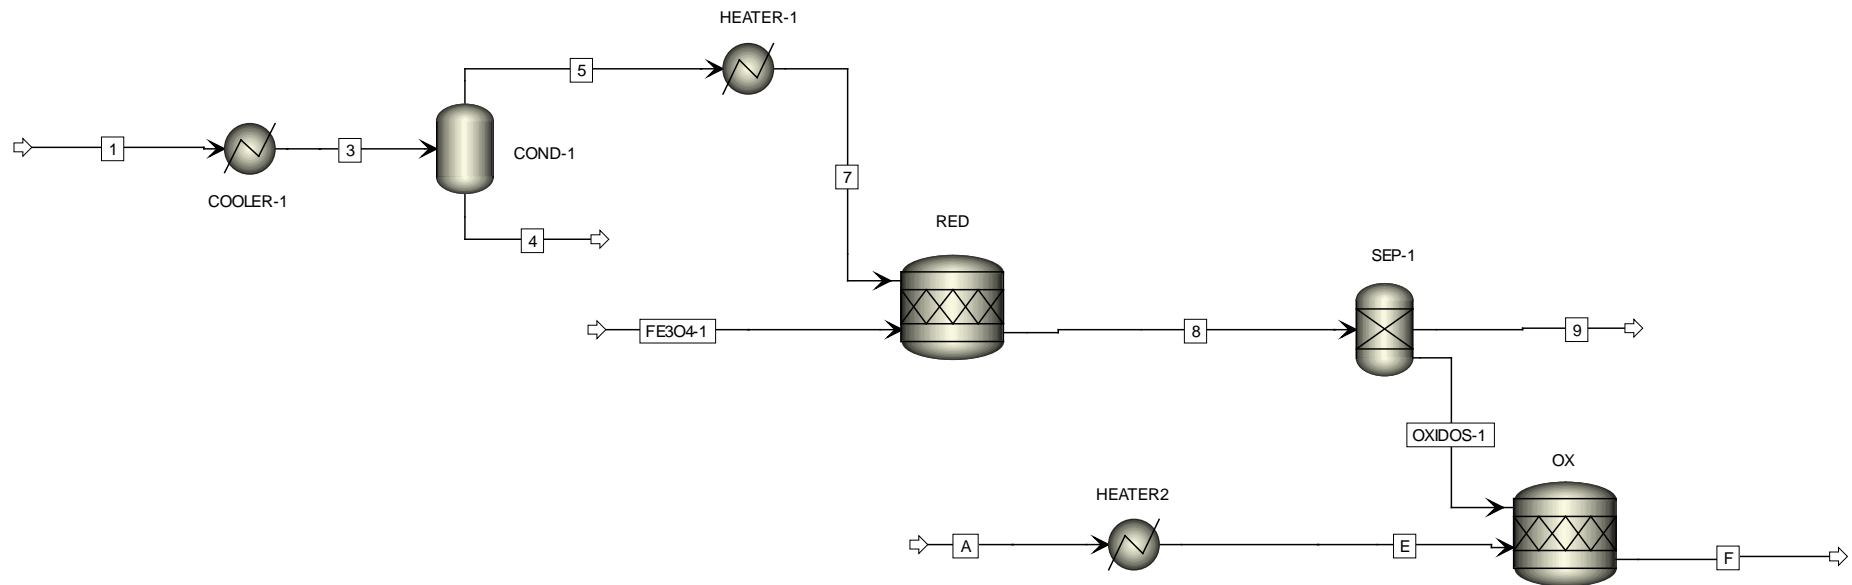 HEATER-1
5
1
3
COND-1
COOLER-1
7
4
RED
SEP-1
FE3O4-1
8
9
OXIDOS-1
OX
HEATER2
A
E
F